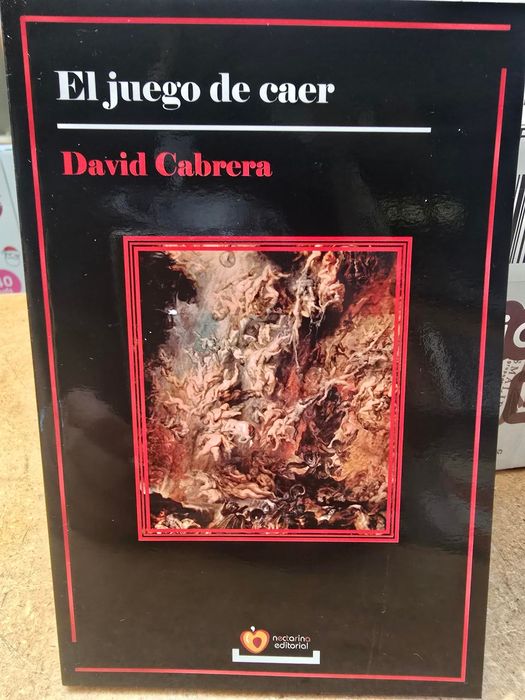 El juego de caer
David Cabrera
nectarina
editorial